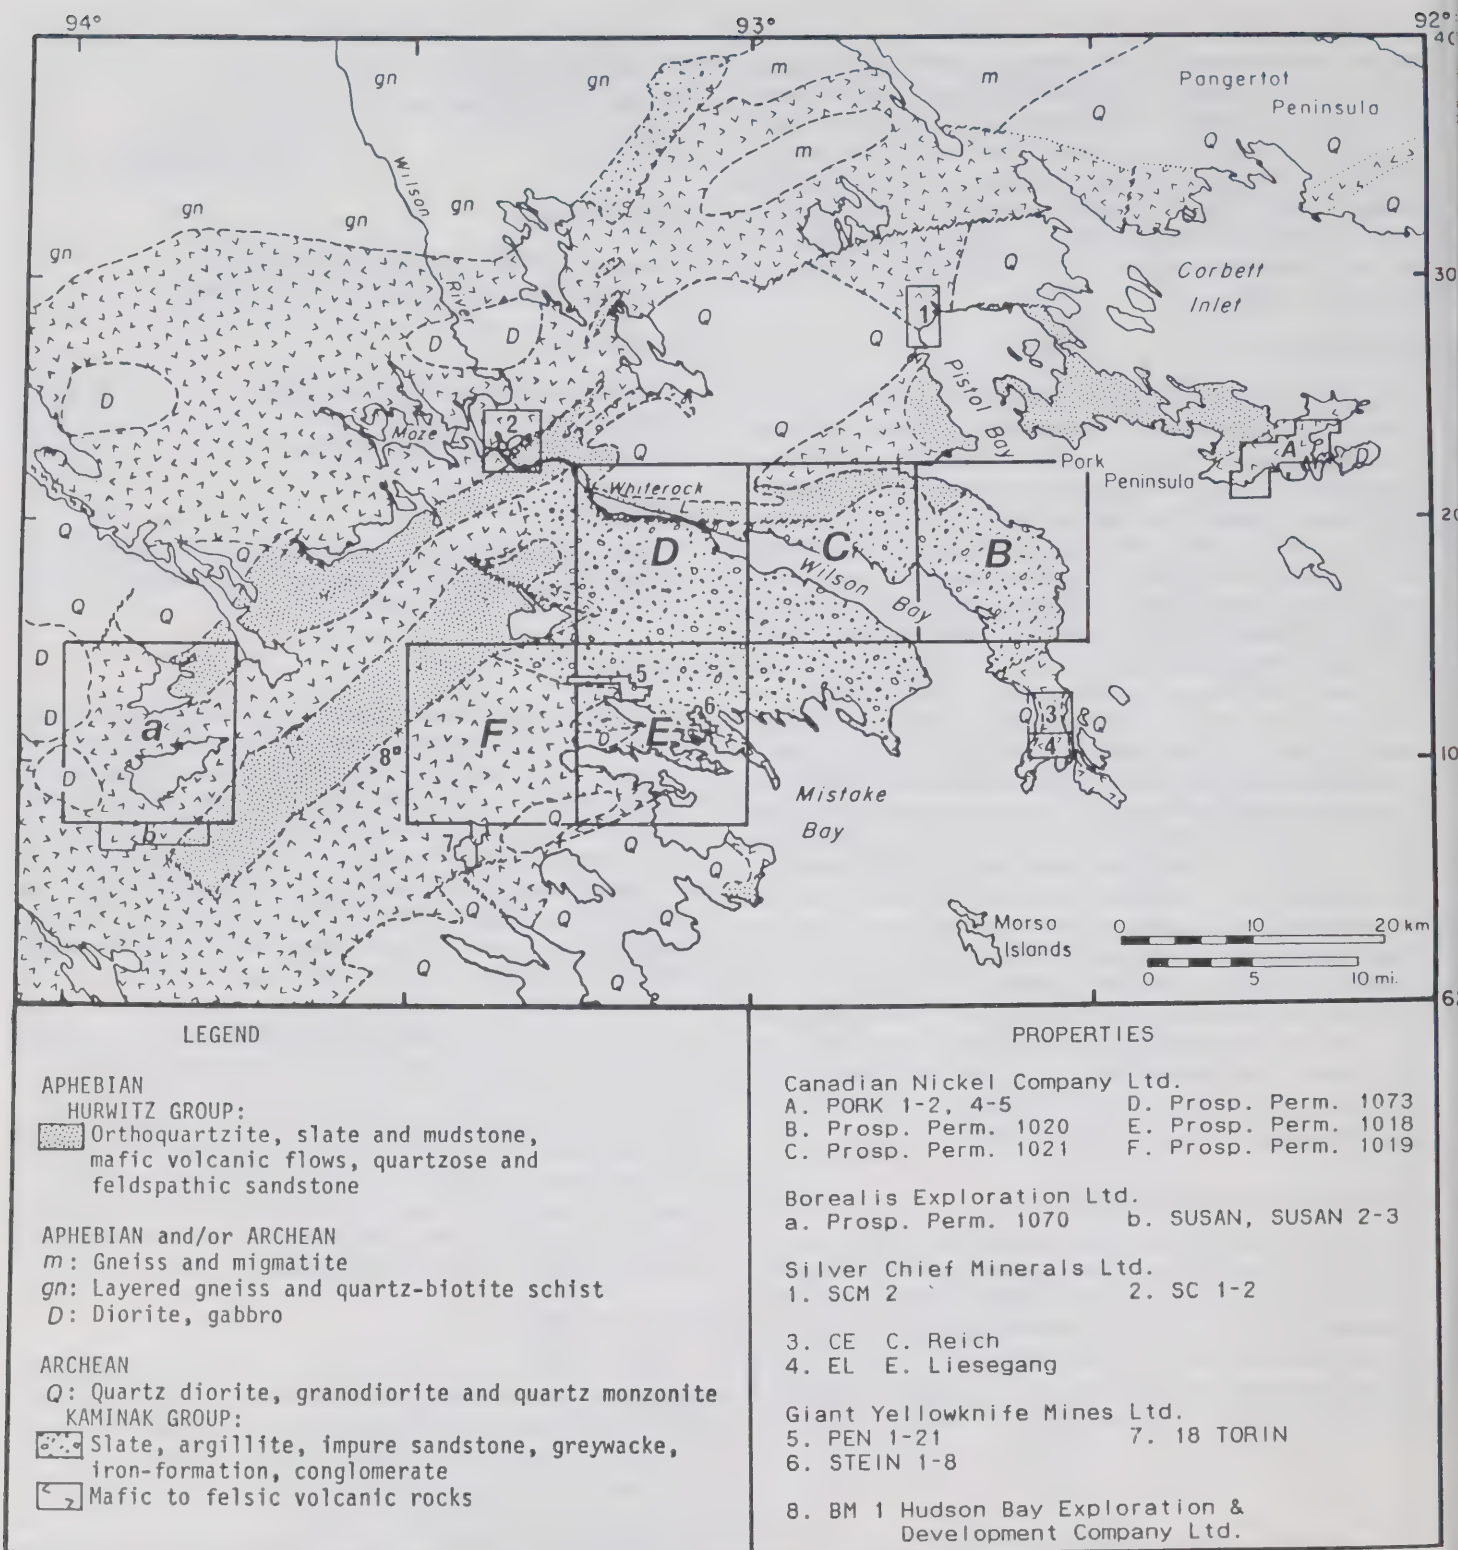 94°
93°
92°
40
gn
gn
m
m
Pangertot
Peninsula
Q
Q
Q
m
Wilson
gn
gn
gn
gn
Q
Q
Corbett
Inlet
30
River
D
D
D
Q
Q
1
Pistol
Bay
2
Maze
Q
Q
Pork
Peninsula
A
D
Whiterock
L
Q
Q
20
D
C
B
Wilson
Bay
Q
Q
D
D
D
a
b
8
F
5
6
D
E
Q
3
Q
4
10
Mistake
Bay
7
Q
Q
Q
Q
Q
Q
Q
Q
Morso
Islands
0 10 20 km
0 5 10 mi.
62
LEGEND
APHEBIAN
HURWITZ GROUP:
Orthoquartzite, slate and mudstone,
mafic volcanic flows, quartzose and
feldspathic sandstone
APHEBIAN and/or ARCHEAN
m: Gneiss and migmatite
gn: Layered gneiss and quartz-biotite schist
D: Diorite, gabbro
ARCHEAN
Q: Quartz diorite, granodiorite and quartz monzonite
KAMINAK GROUP:
Slate, argillite, impure sandstone, greywacke,
iron-formation, conglomerate
Mafic to felsic volcanic rocks
PROPERTIES
Canadian Nickel Company Ltd.
A. PORK 1-2, 4-5 D. Prosp. Perm. 1073
B. Prosp. Perm. 1020 E. Prosp. Perm. 1018
C. Prosp. Perm. 1021 F. Prosp. Perm. 1019
Borealis Exploration Ltd.
a. Prosp. Perm. 1070 b. SUSAN, SUSAN 2-3
Silver Chief Minerals Ltd.
1. SCM 2 2. SC 1-2
3. CE C. Reich
4. EL E. Liesegang
Giant Yellowknife Mines Ltd.
5. PEN 1-21 7. 18 TORIN
6. STEIN 1-8
8. BM 1 Hudson Bay Exploration &
Development Company Ltd.